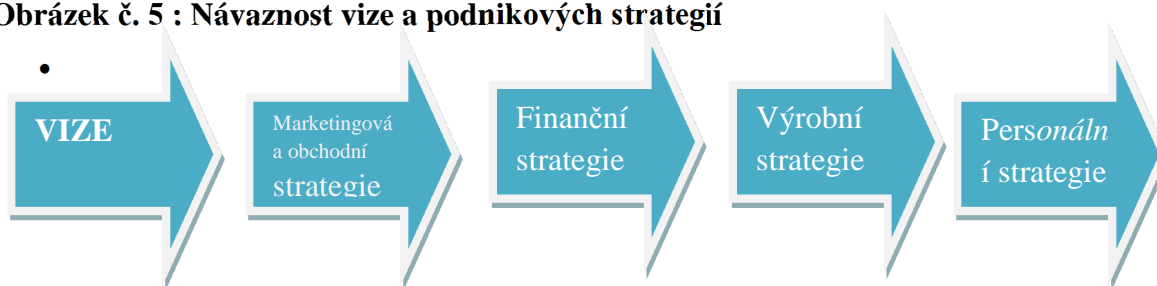 Obrázek č. 5 : Návaznost vize a podnikových strategií
•
VIZE
Marketingová
a obchodní
strategie
Finanční
strategie
Výrobní
strategie
Personáln
í strategie